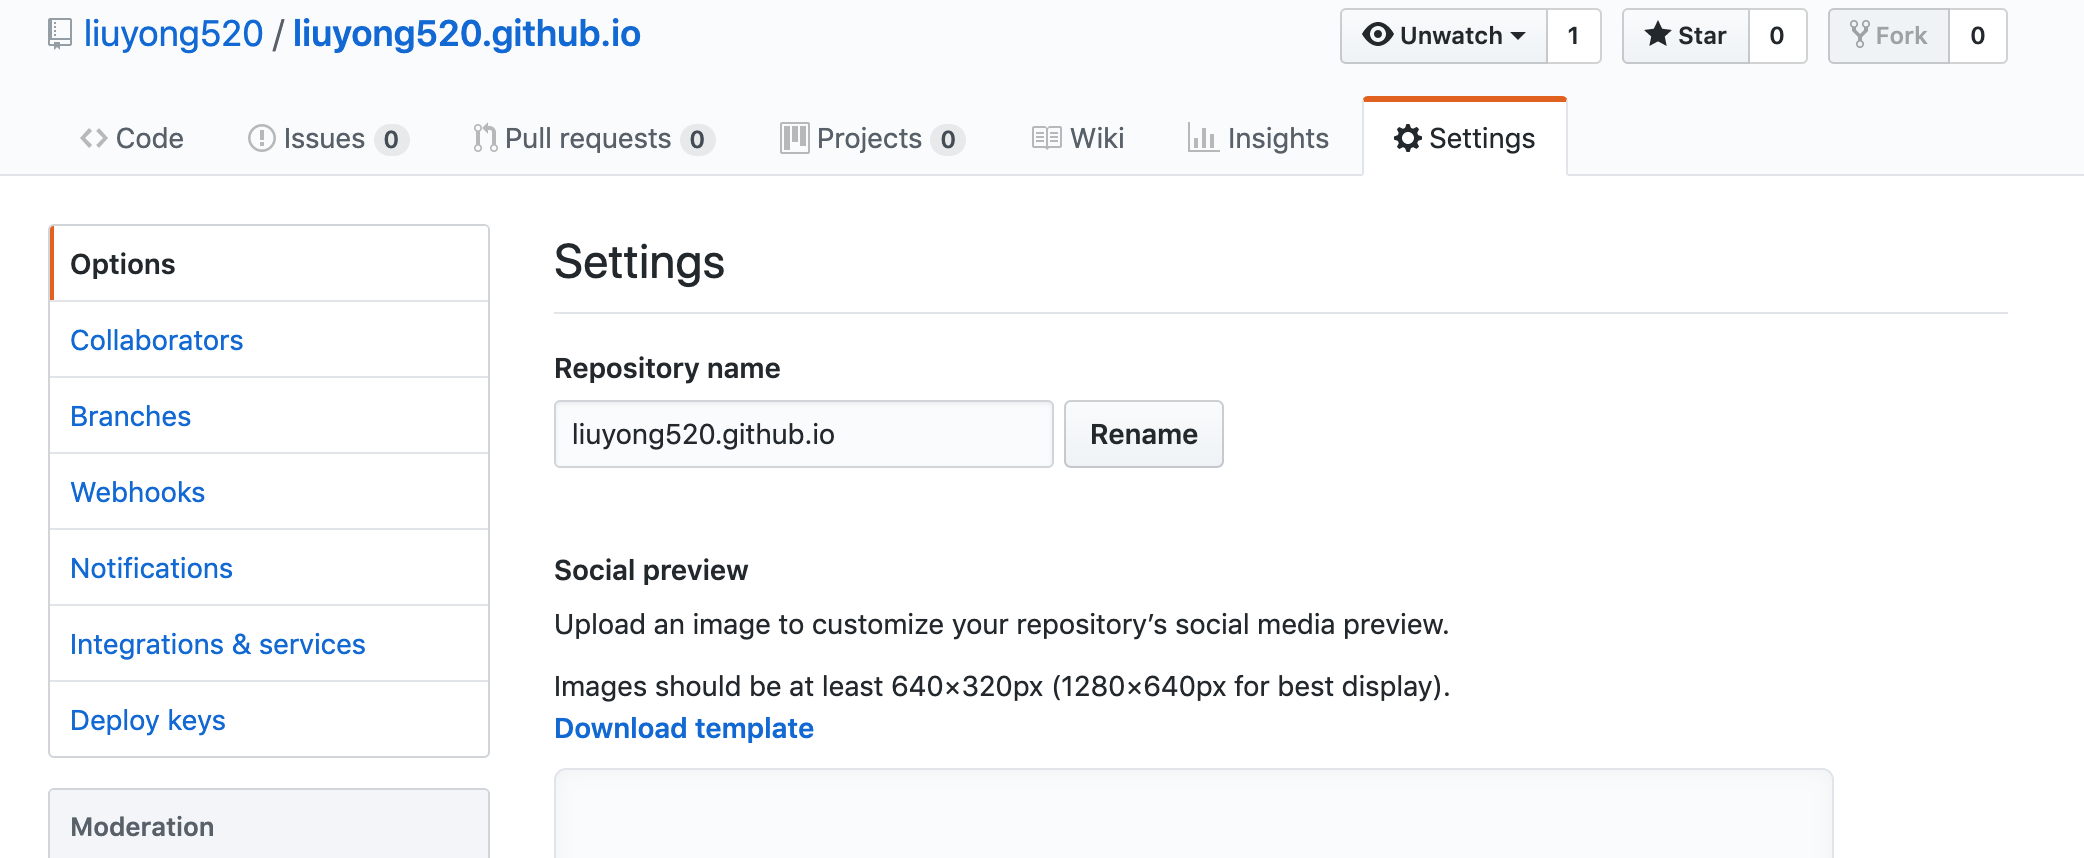 liuyong520 / liuyong520.github.io
Unwatch 1 Star 0 Fork 0
Code Issues 0 Pull requests 0 Projects 0 Wiki Insights Settings
Options
Collaborators
Branches
Webhooks
Notifications
Integrations & services
Deploy keys
Moderation
Settings
Repository name
liuyong520.github.io Rename
Social preview
Upload an image to customize your repository’s social media preview.
Images should be at least 640×320px (1280×640px for best display).
Download template